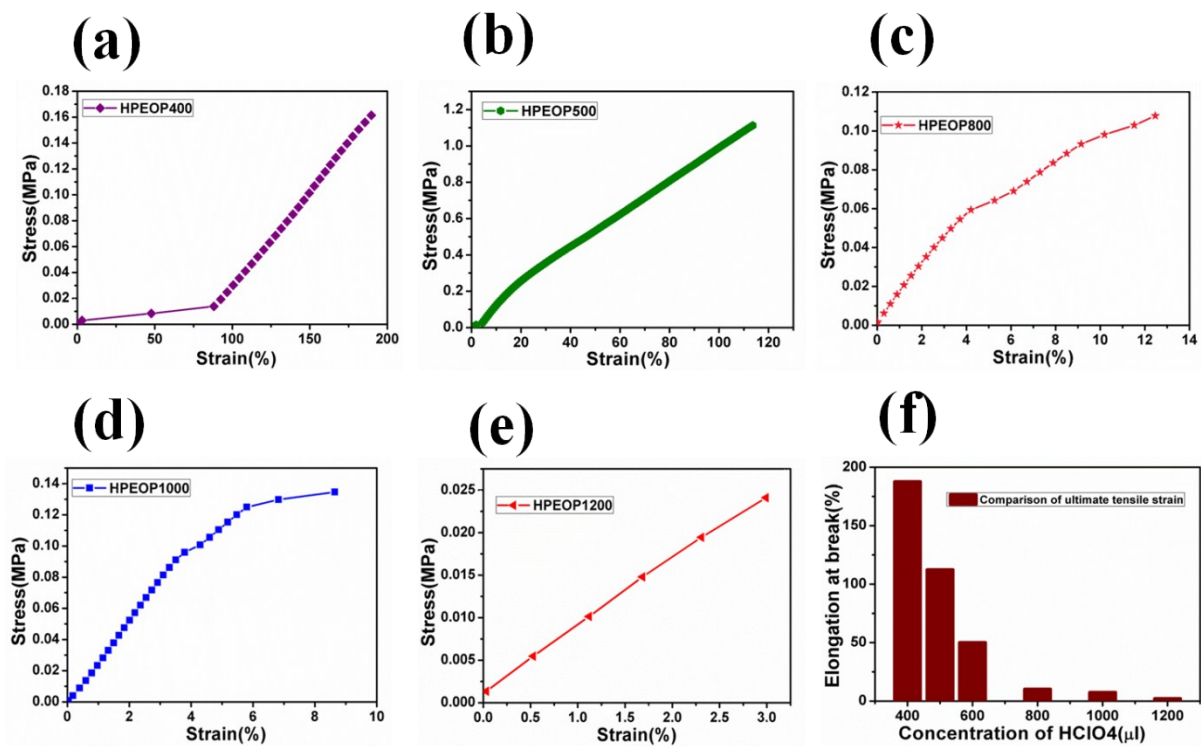 (a)
(b)
(c)
HPEOP400
Stress(MPa)
0.18
0.16
0.14
0.12
0.10
0.08
0.06
0.04
0.02
0.00
0 50 100 150 200
Strain(%)
HPEOP500
Stress(MPa)
1.2
1.0
0.8
0.6
0.4
0.2
0.0
0 20 40 60 80 100 120
Strain(%)
HPEOP800
Stress(MPa)
0.12
0.10
0.08
0.06
0.04
0.02
0.00
0 2 4 6 8 10 12 14
Strain(%)
(d)
(e)
(f)
HPEOP1000
Stress(MPa)
0.14
0.12
0.10
0.08
0.06
0.04
0.02
0.00
0 2 4 6 8 10
Strain(%)
HPEOP1200
Stress(MPa)
0.025
0.020
0.015
0.010
0.005
0.000
0.0 0.5 1.0 1.5 2.0 2.5 3.0
Strain(%)
Comparison of ultimate tensile strain
Elongation at break(%)
200
150
100
50
0
400 500 600 800 1000 1200
Concentration of HClO4(μl)